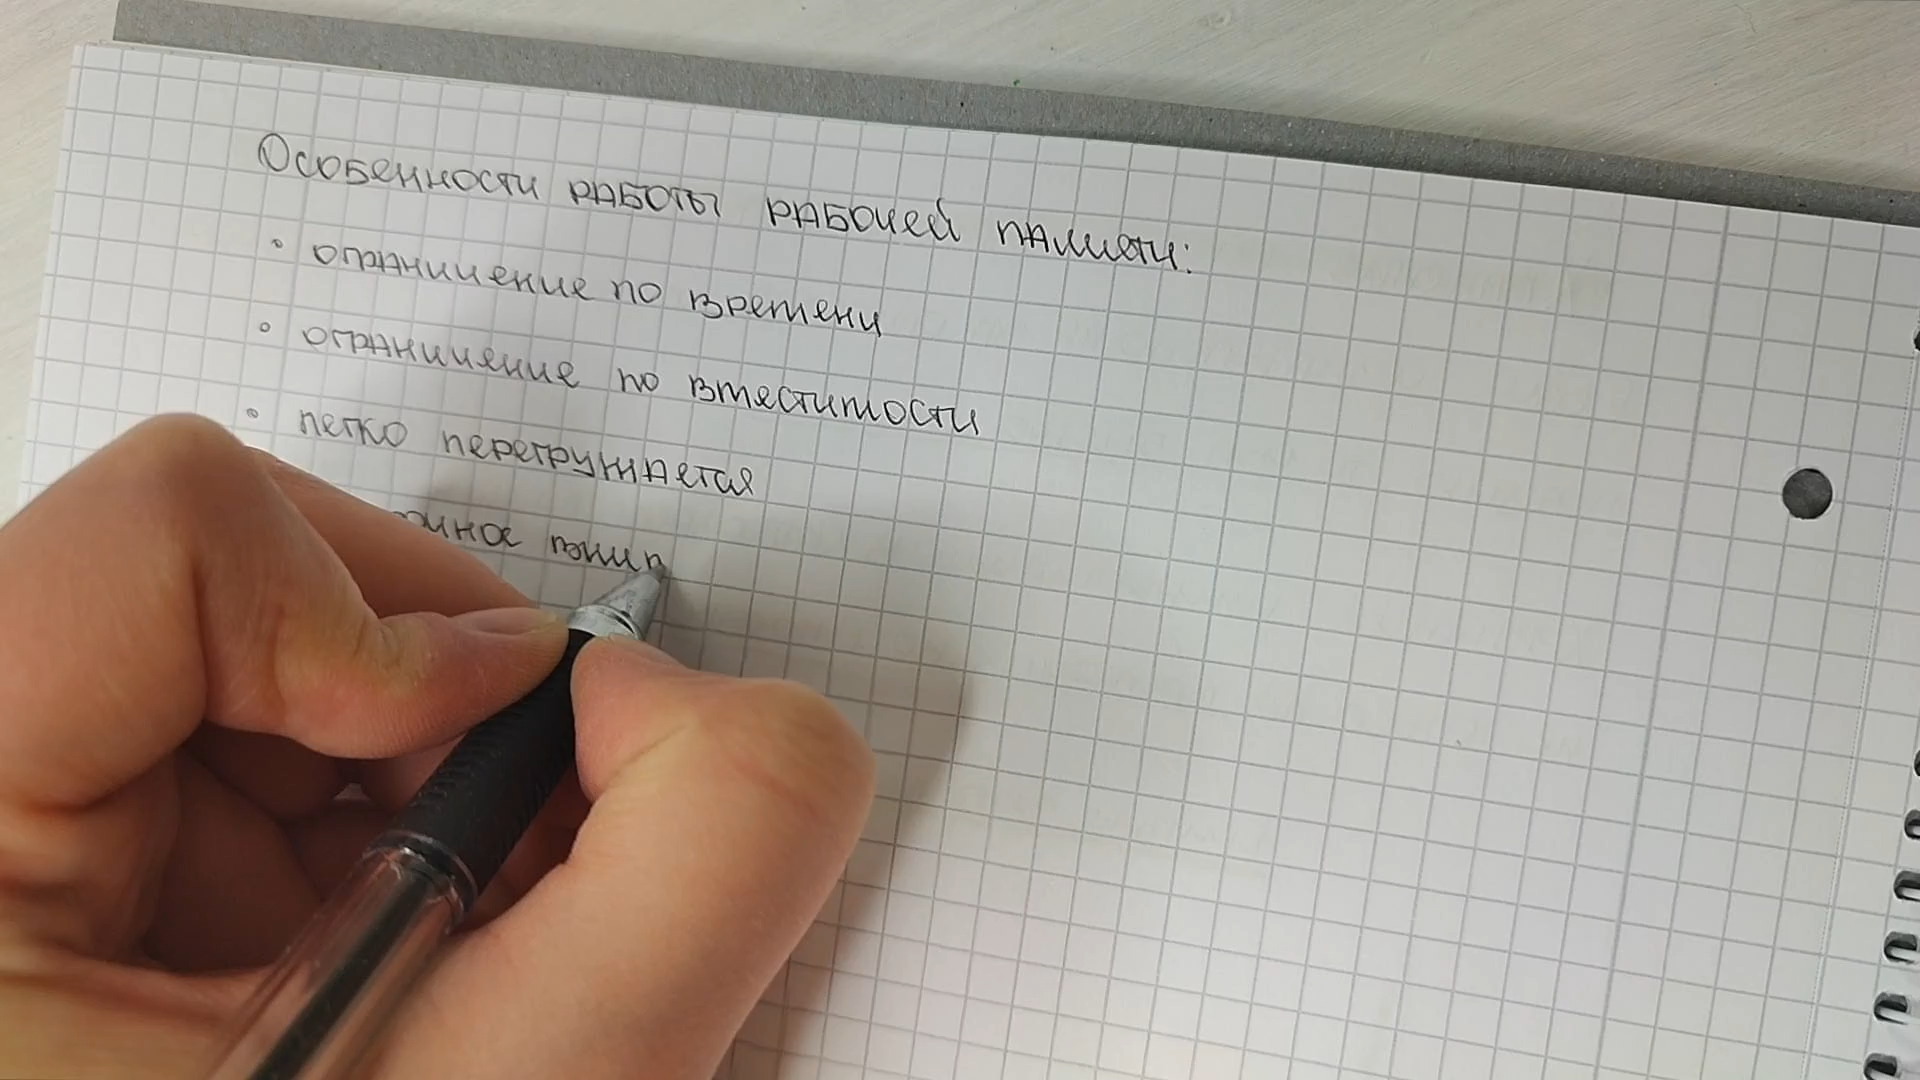 Особенности работы рабочей памяти:
• ограничение по времени
• ограничение по вместимости
• легко перегружается